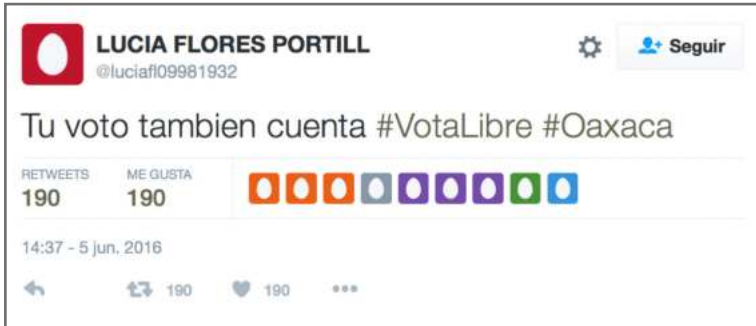 LUCIA FLORES PORTILL
Seguir
@luciafl09981932
Tu voto tambien cuenta #VotaLibre #Oaxaca
RETWEETS ME GUSTA
190 190
14:37 - 5 jun. 2016
190 190